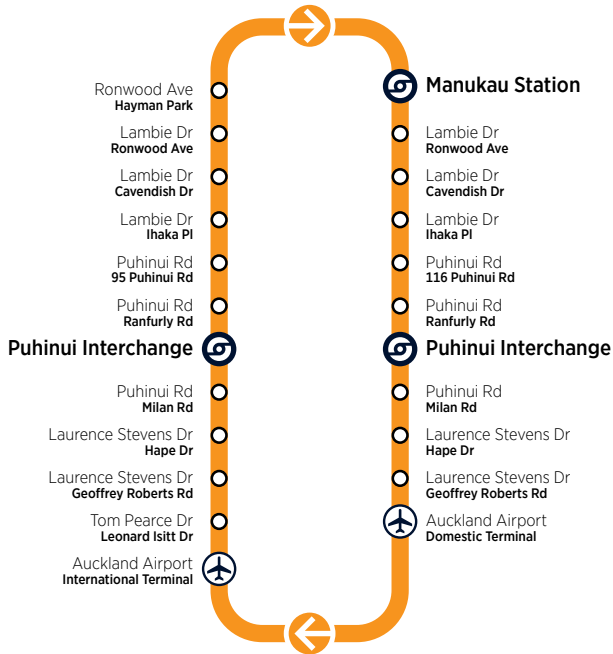 Ronwood Ave
Hayman Park
Lambie Dr
Ronwood Ave
Lambie Dr
Cavendish Dr
Lambie Dr
Ihaka Pl
Puhinui Rd
95 Puhinui Rd
Puhinui Rd
Ranfurly Rd
Puhinui Interchange
Puhinui Rd
Milan Rd
Laurence Stevens Dr
Hape Dr
Laurence Stevens Dr
Geoffrey Roberts Rd
Tom Pearce Dr
Leonard Isitt Dr
Auckland Airport
International Terminal
Manukau Station
Lambie Dr
Ronwood Ave
Lambie Dr
Cavendish Dr
Lambie Dr
Ihaka Pl
Puhinui Rd
116 Puhinui Rd
Puhinui Rd
Ranfurly Rd
Puhinui Interchange
Puhinui Rd
Milan Rd
Laurence Stevens Dr
Hape Dr
Laurence Stevens Dr
Geoffrey Roberts Rd
Auckland Airport
Domestic Terminal